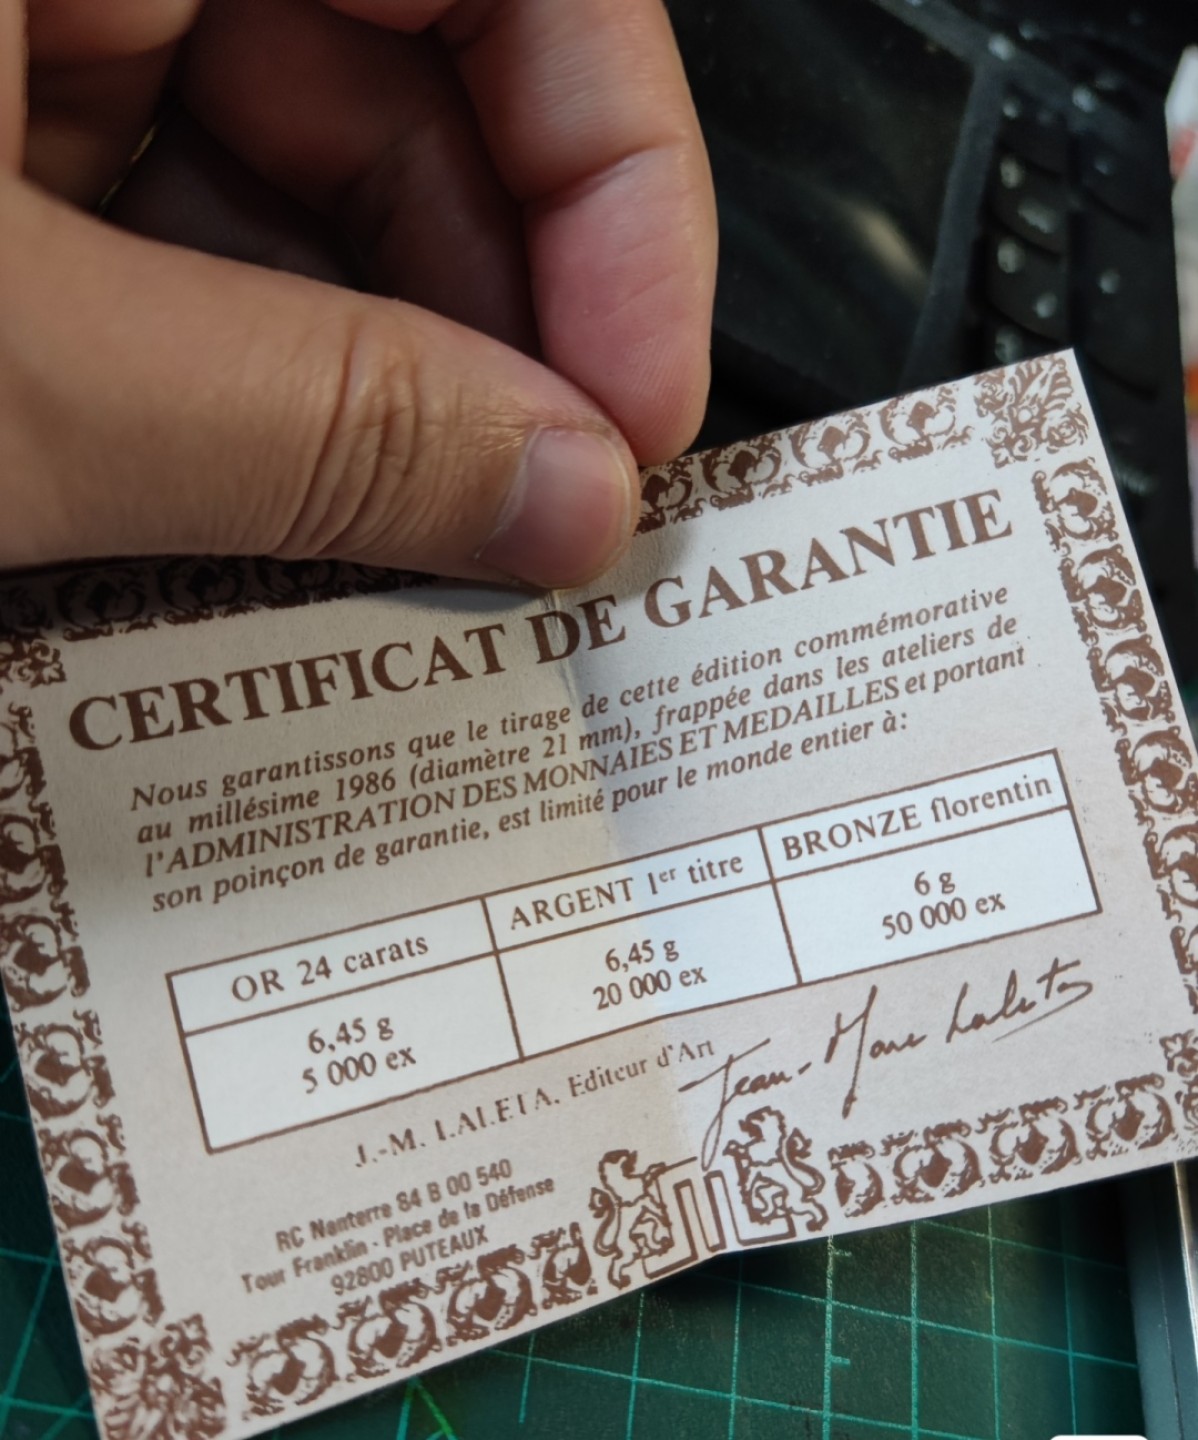 CERTIFICAT DE GARANTIE
Nous garantissons que le tirage de cette édition commémorative
au millésime 1986 (diamètre 21 mm), frappée dans les ateliers de
l'ADMINISTRATION DES MONNAIES ET MEDAILLES et portant
son poinçon de garantie, est limité pour le monde entier à:
OR 24 carats
ARGENT 1er titre
BRONZE florentin
6,45 g
5 000 ex
6,45 g
20 000 ex
6 g
50 000 ex
J.-M. LALETA, Editeur d'Art
Jean-Marc Laleta
RC Nanterre 84 B 00 540
Tour Franklin - Place de la Défense
92800 PUTEAUX